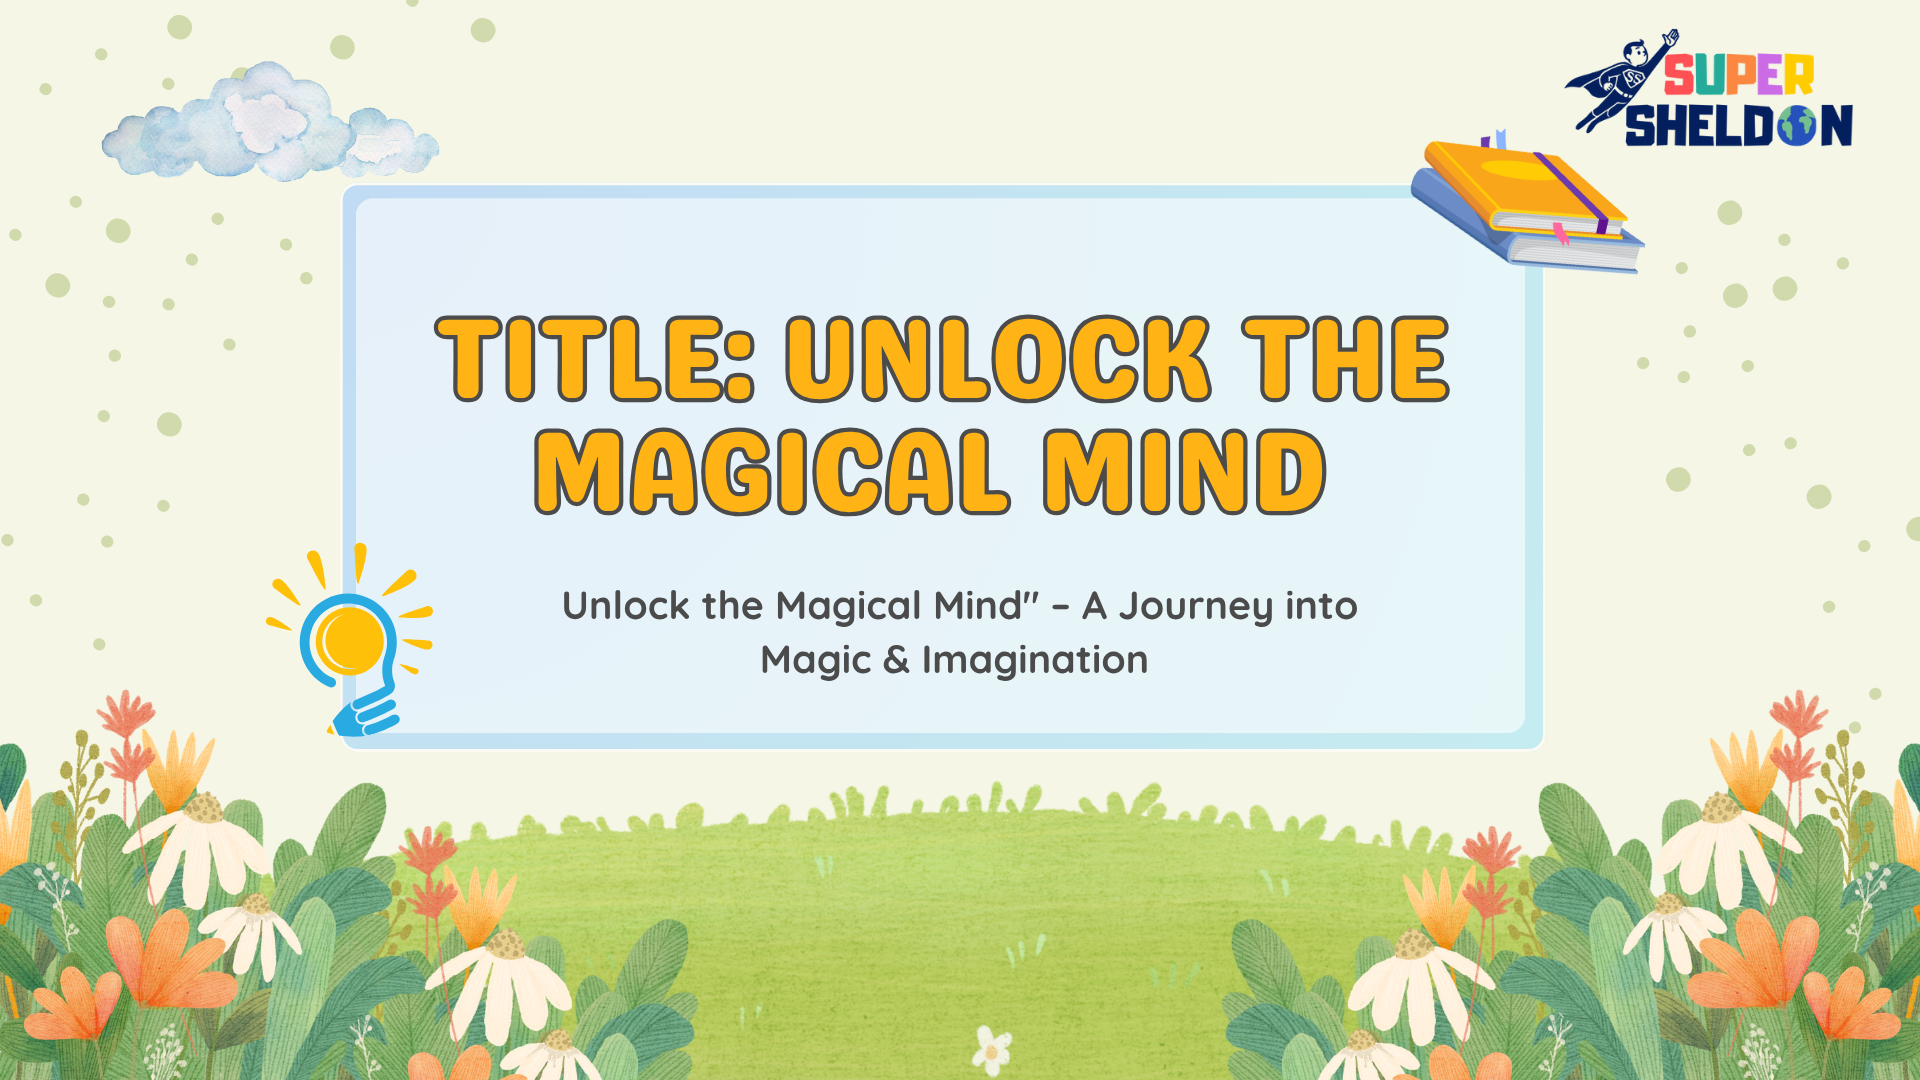 SUPER
SHELDON
TITLE: UNLOCK THE
MAGICAL MIND
Unlock the Magical Mind" – A Journey into
Magic & Imagination